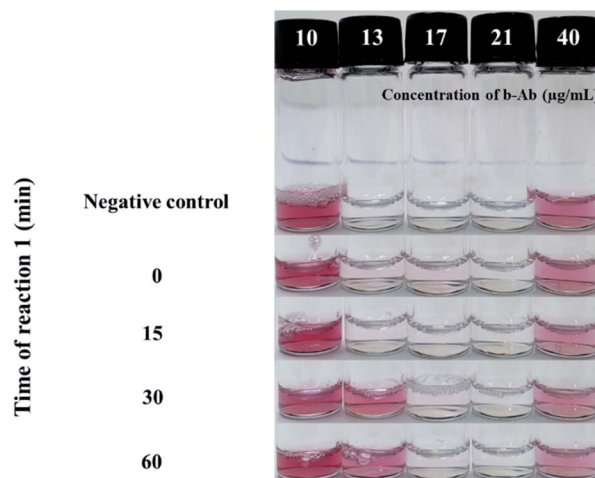 10 13 17 21 40
Concentration of b-Ab (µg/mL)
Time of reaction 1 (min)
Negative control
0
15
30
60